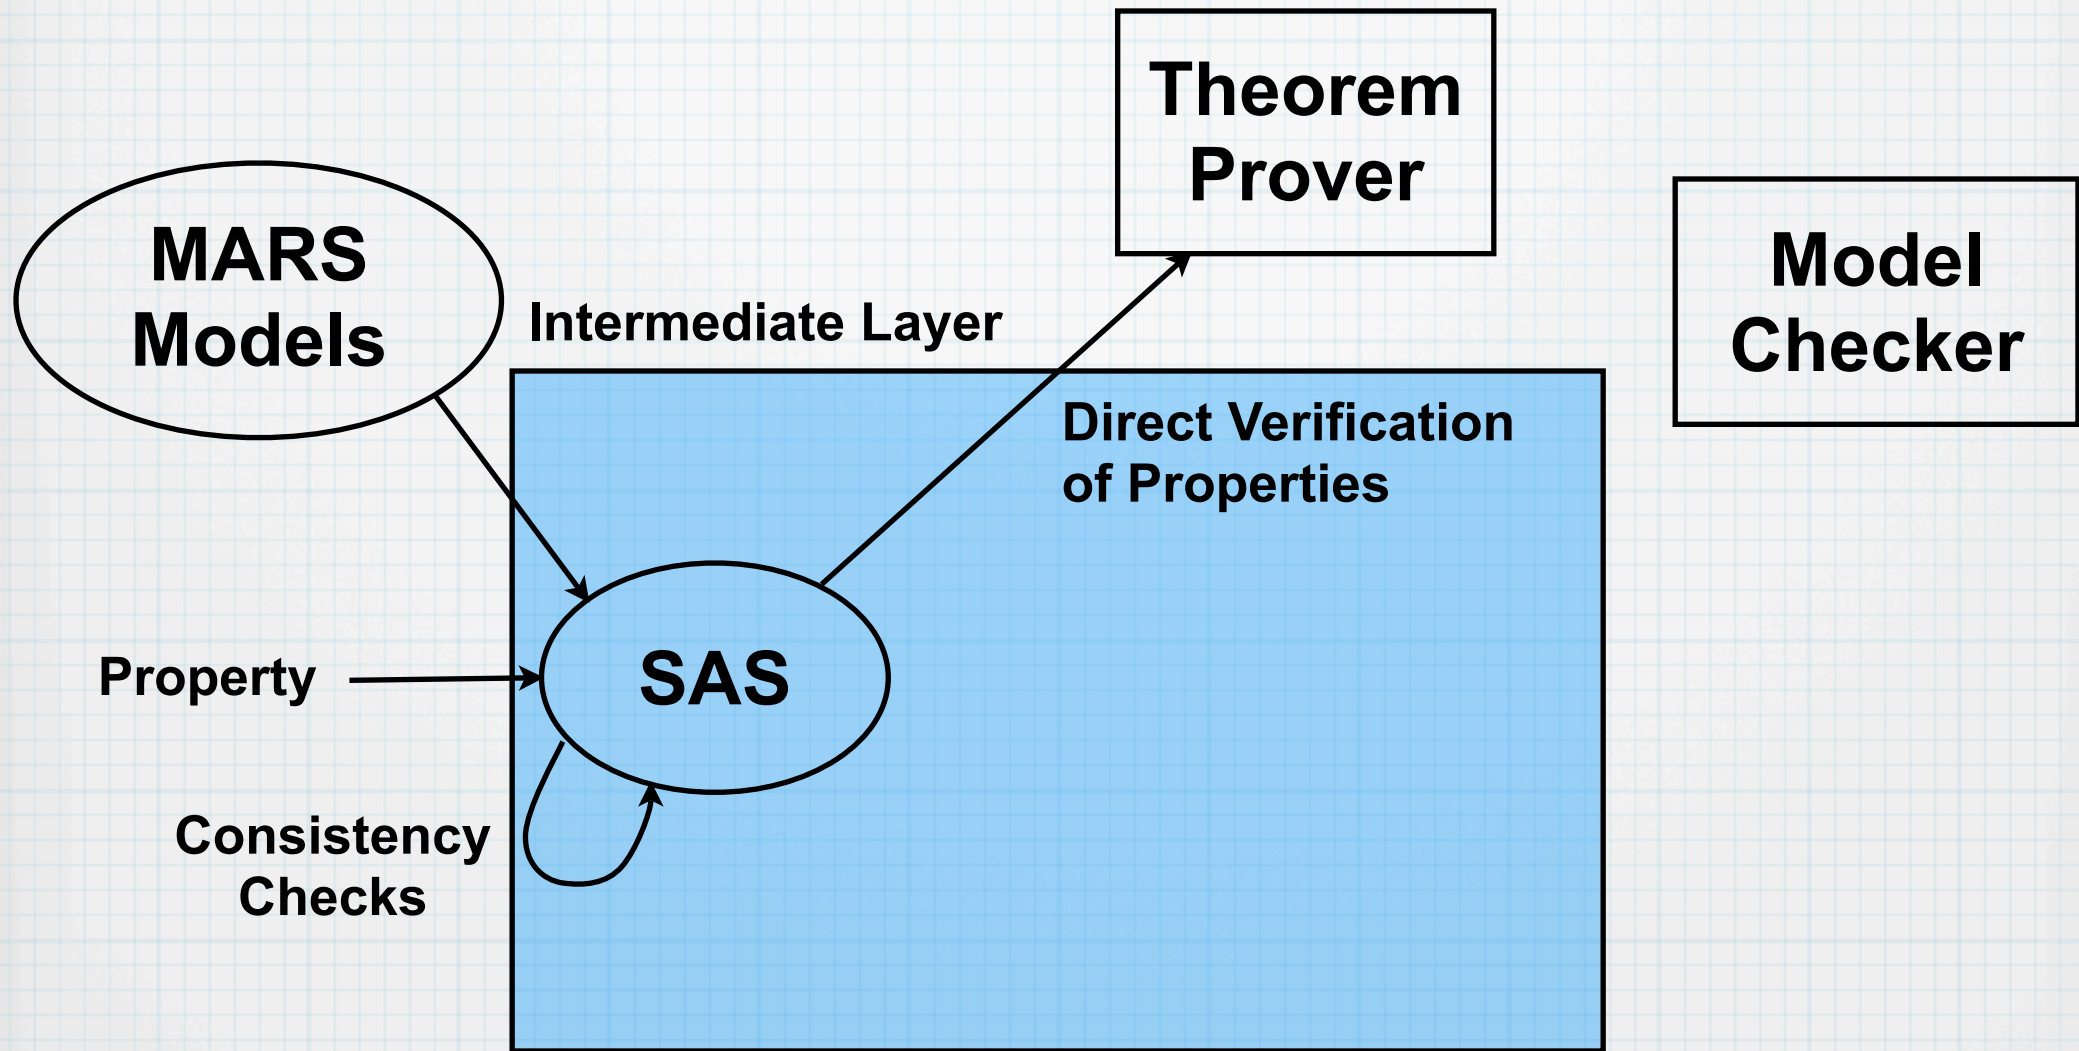 Theorem
Prover
MARS
Models
Model
Checker
Intermediate Layer
Direct Verification
of Properties
Property
SAS
Consistency
Checks